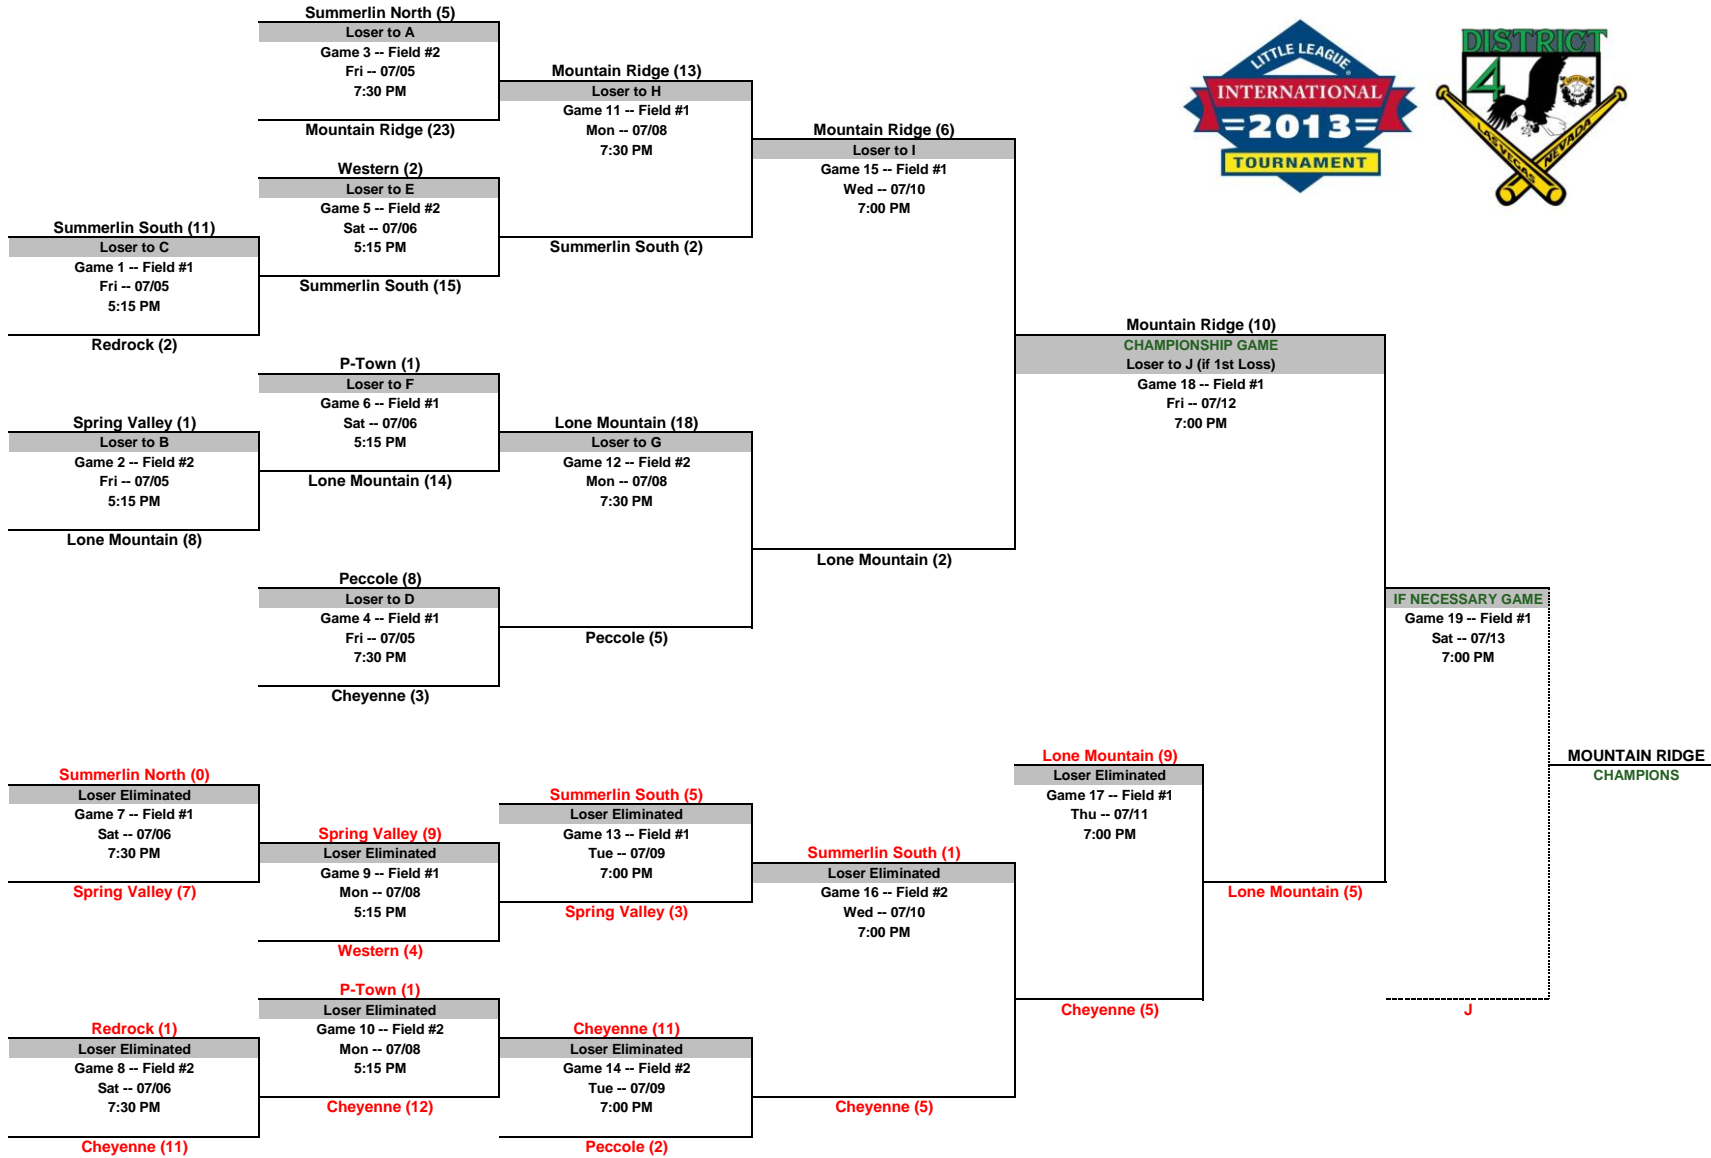 Summerlin North (5)
Loser to A
Game 3 -- Field #2
Fri -- 07/05
7:30 PM
Mountain Ridge (23)
Western (2)
Loser to E
Game 5 -- Field #2
Sat -- 07/06
5:15 PM
Summerlin South (15)
Summerlin South (11)
Loser to C
Game 1 -- Field #1
Fri -- 07/05
5:15 PM
Redrock (2)
Mountain Ridge (13)
Loser to H
Game 11 -- Field #1
Mon -- 07/08
7:30 PM
Summerlin South (2)
Mountain Ridge (6)
Loser to I
Game 15 -- Field #1
Wed -- 07/10
7:00 PM
Lone Mountain (2)
LITTLE LEAGUE®
INTERNATIONAL
=2013=
TOURNAMENT
DISTRICT
4
LAS VEGAS
NEVADA
P-Town (1)
Loser to F
Game 6 -- Field #1
Sat -- 07/06
5:15 PM
Lone Mountain (14)
Spring Valley (1)
Loser to B
Game 2 -- Field #2
Fri -- 07/05
5:15 PM
Lone Mountain (8)
Lone Mountain (18)
Loser to G
Game 12 -- Field #2
Mon -- 07/08
7:30 PM
Peccole (5)
Peccole (8)
Loser to D
Game 4 -- Field #1
Fri -- 07/05
7:30 PM
Cheyenne (3)
Mountain Ridge (10)
CHAMPIONSHIP GAME
Loser to J (if 1st Loss)
Game 18 -- Field #1
Fri -- 07/12
7:00 PM
Lone Mountain (5)
IF NECESSARY GAME
Game 19 -- Field #1
Sat -- 07/13
7:00 PM
J
MOUNTAIN RIDGE
CHAMPIONS
Summerlin North (0)
Loser Eliminated
Game 7 -- Field #1
Sat -- 07/06
7:30 PM
Spring Valley (7)
Spring Valley (9)
Loser Eliminated
Game 9 -- Field #1
Mon -- 07/08
5:15 PM
Western (4)
Summerlin South (5)
Loser Eliminated
Game 13 -- Field #1
Tue -- 07/09
7:00 PM
Spring Valley (3)
Summerlin South (1)
Loser Eliminated
Game 16 -- Field #2
Wed -- 07/10
7:00 PM
Cheyenne (5)
Lone Mountain (9)
Loser Eliminated
Game 17 -- Field #1
Thu -- 07/11
7:00 PM
Cheyenne (5)
P-Town (1)
Loser Eliminated
Game 10 -- Field #2
Mon -- 07/08
5:15 PM
Cheyenne (12)
Redrock (1)
Loser Eliminated
Game 8 -- Field #2
Sat -- 07/06
7:30 PM
Cheyenne (11)
Cheyenne (11)
Loser Eliminated
Game 14 -- Field #2
Tue -- 07/09
7:00 PM
Peccole (2)